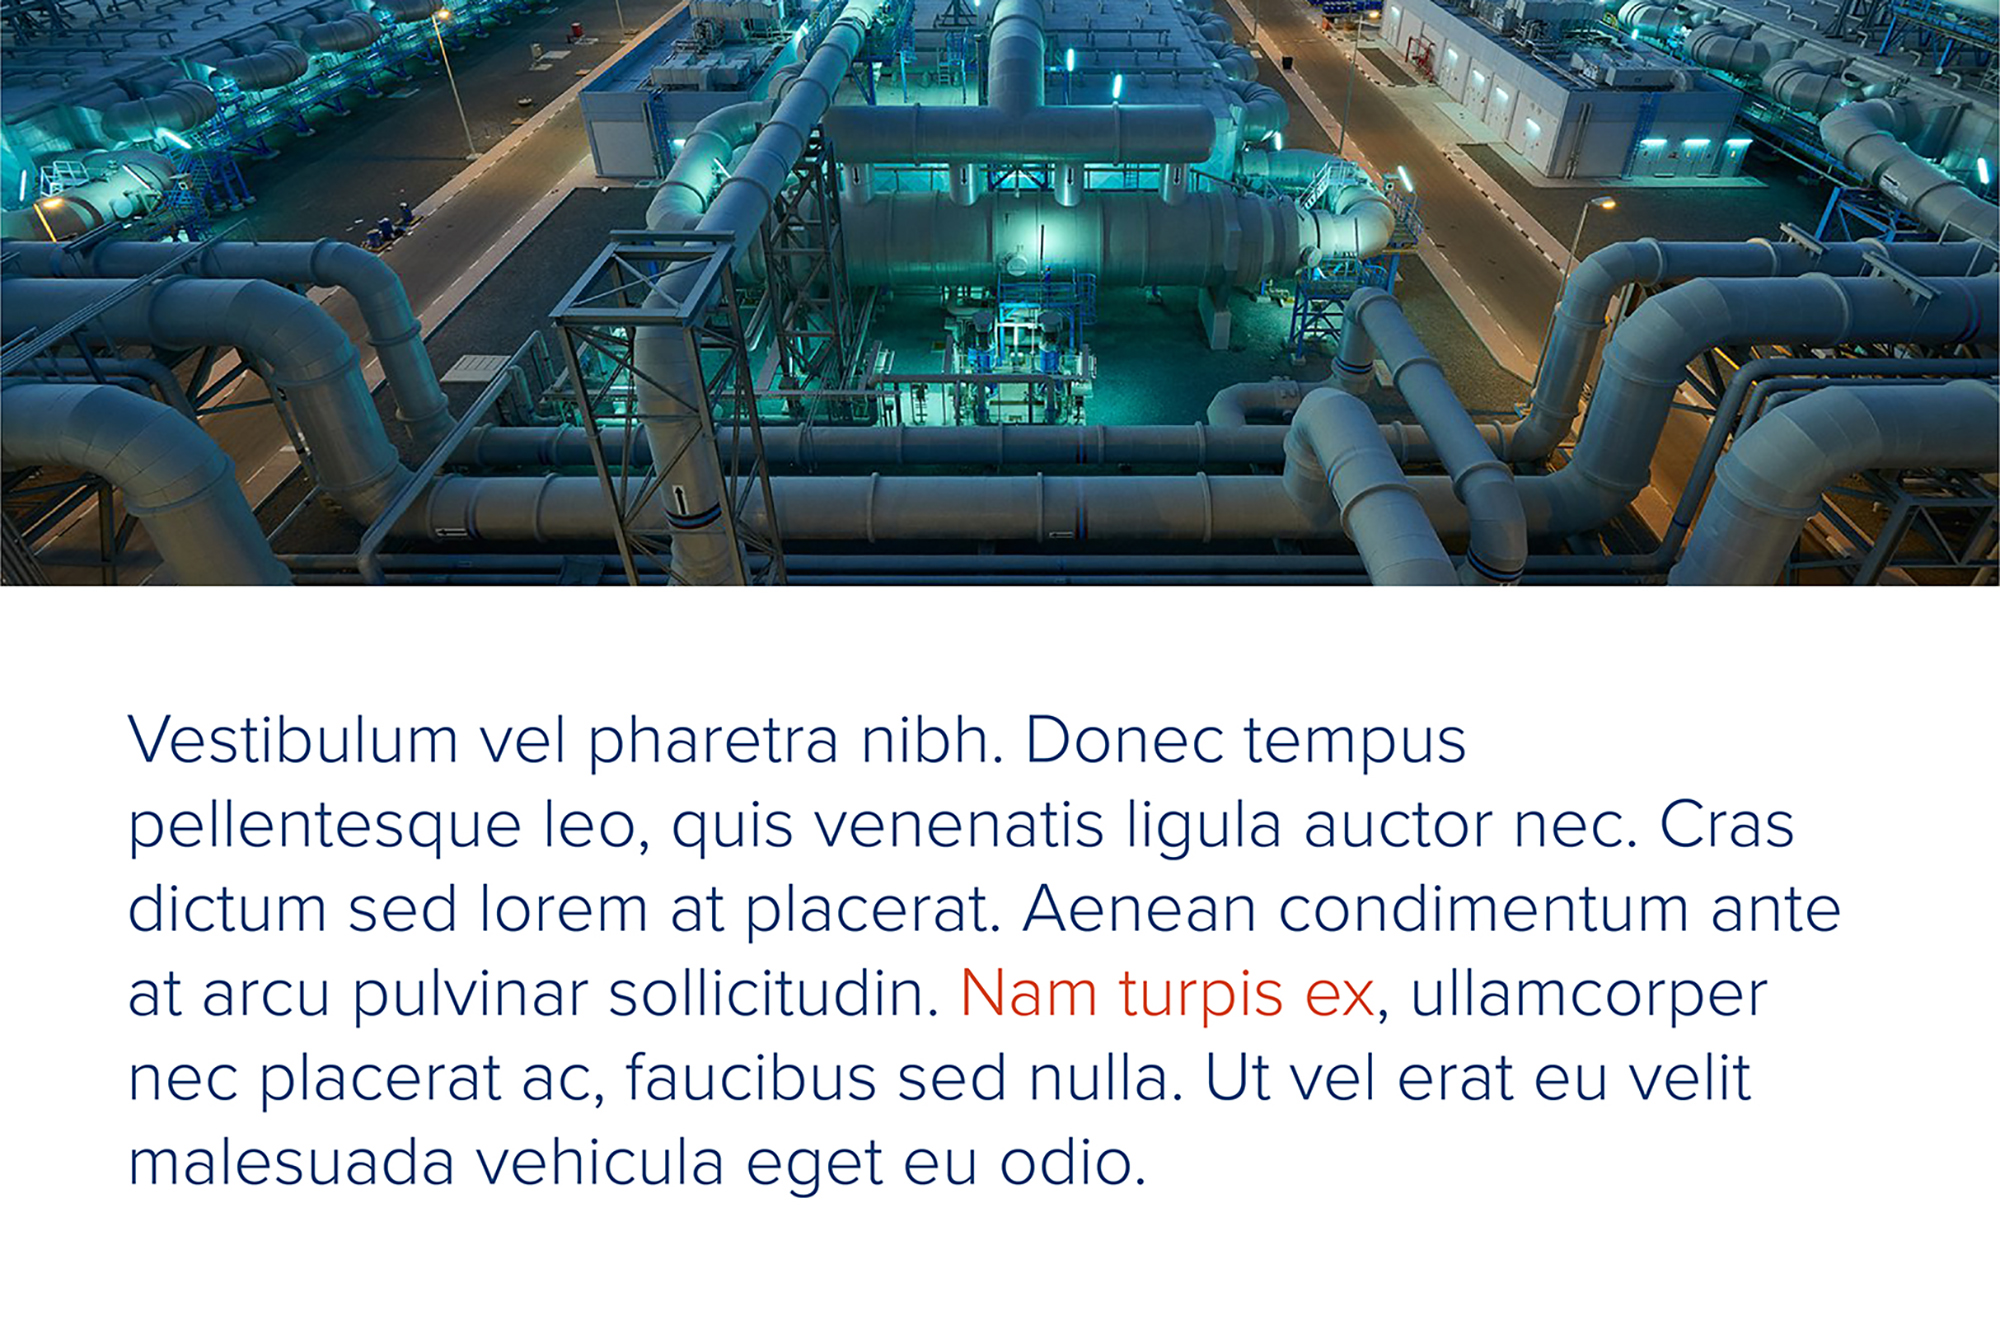 Vestibulum vel pharetra nibh. Donec tempus
pellentesque leo, quis venenatis ligula auctor nec. Cras
dictum sed lorem at placerat. Aenean condimentum ante
at arcu pulvinar sollicitudin. Nam turpis ex, ullamcorper
nec placerat ac, faucibus sed nulla. Ut vel erat eu velit
malesuada vehicula eget eu odio.